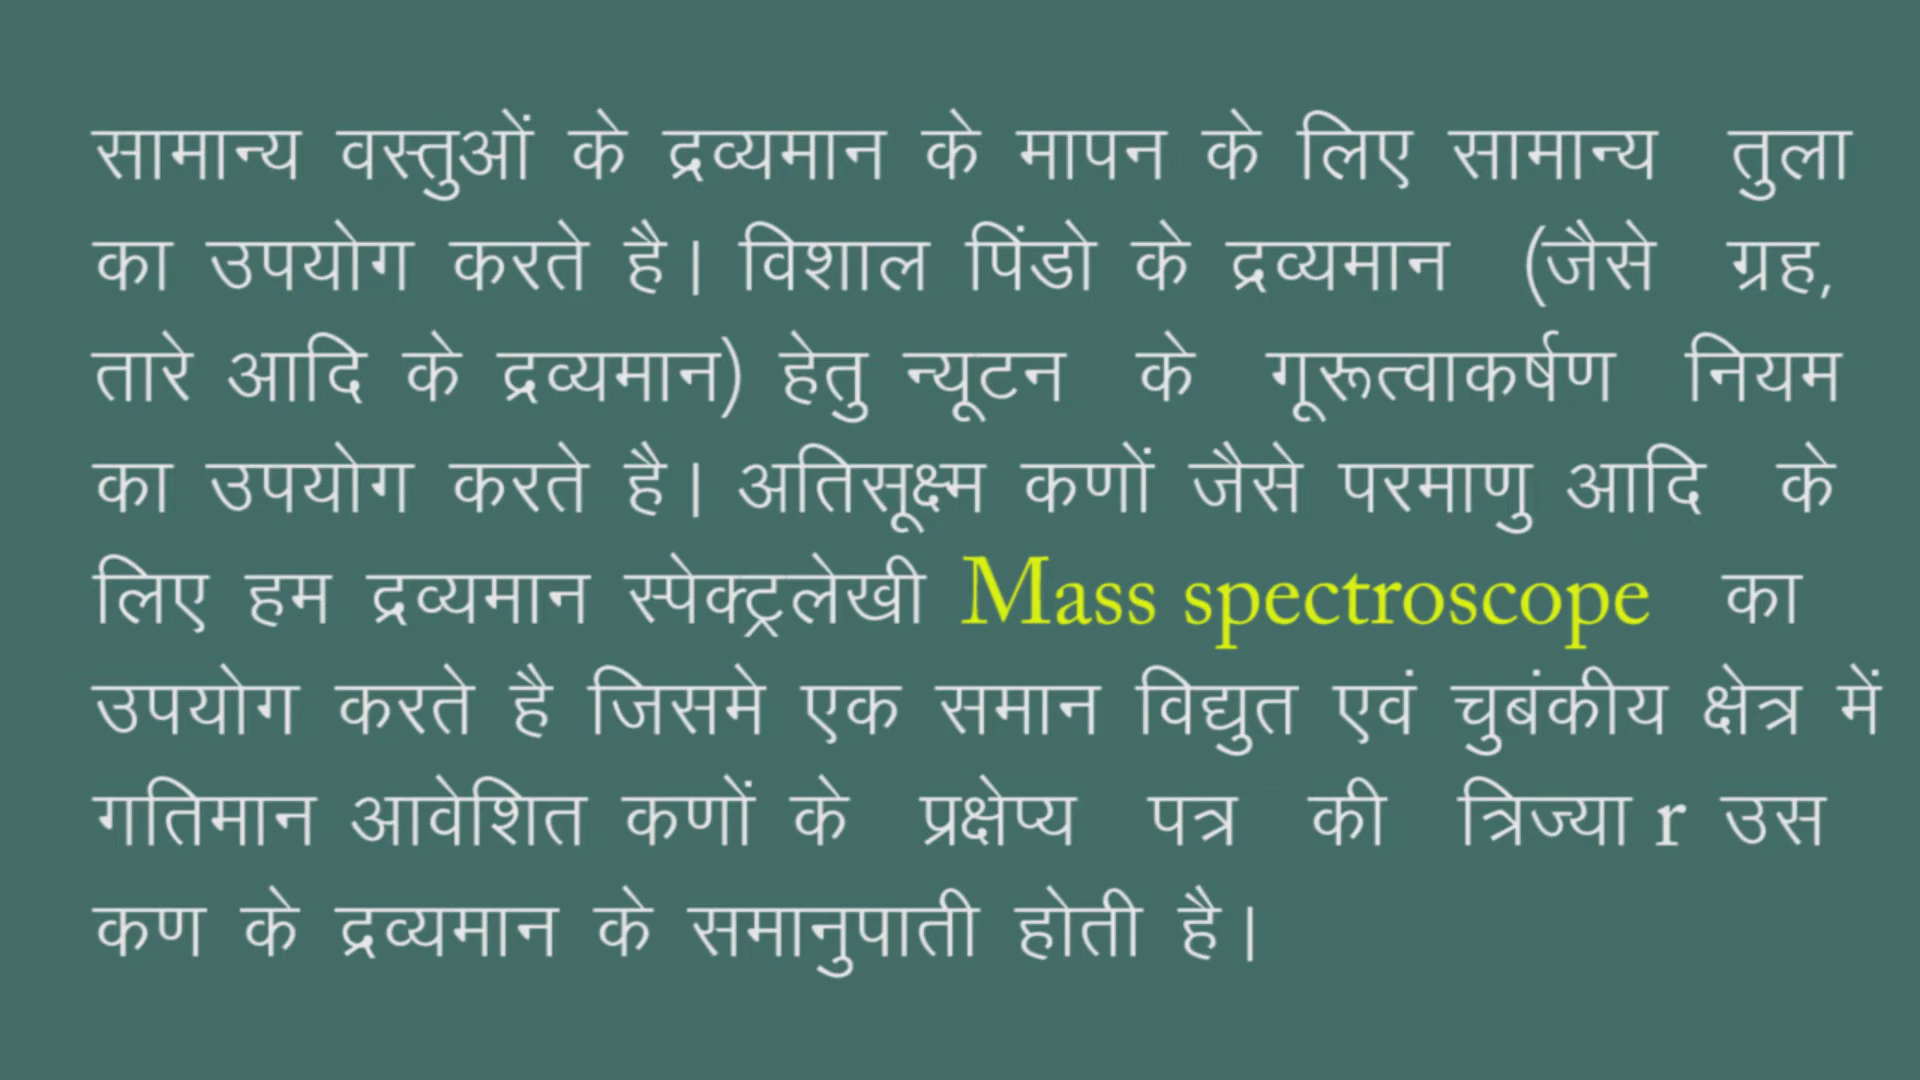 सामान्य वस्तुओं के द्रव्यमान के मापन के लिए सामान्य तुला
का उपयोग करते है। विशाल पिंडो के द्रव्यमान (जैसे ग्रह,
तारे आदि के द्रव्यमान) हेतु न्यूटन के गूरूत्वाकर्षण नियम
का उपयोग करते है। अतिसूक्ष्म कणों जैसे परमाणु आदि के
लिए हम द्रव्यमान स्पेक्ट्रलेखी Mass spectroscope का
उपयोग करते है जिसमे एक समान विद्युत एवं चुबंकीय क्षेत्र में
गतिमान आवेशित कणों के प्रक्षेप्य पत्र की त्रिज्या r उस
कण के द्रव्यमान के समानुपाती होती है।